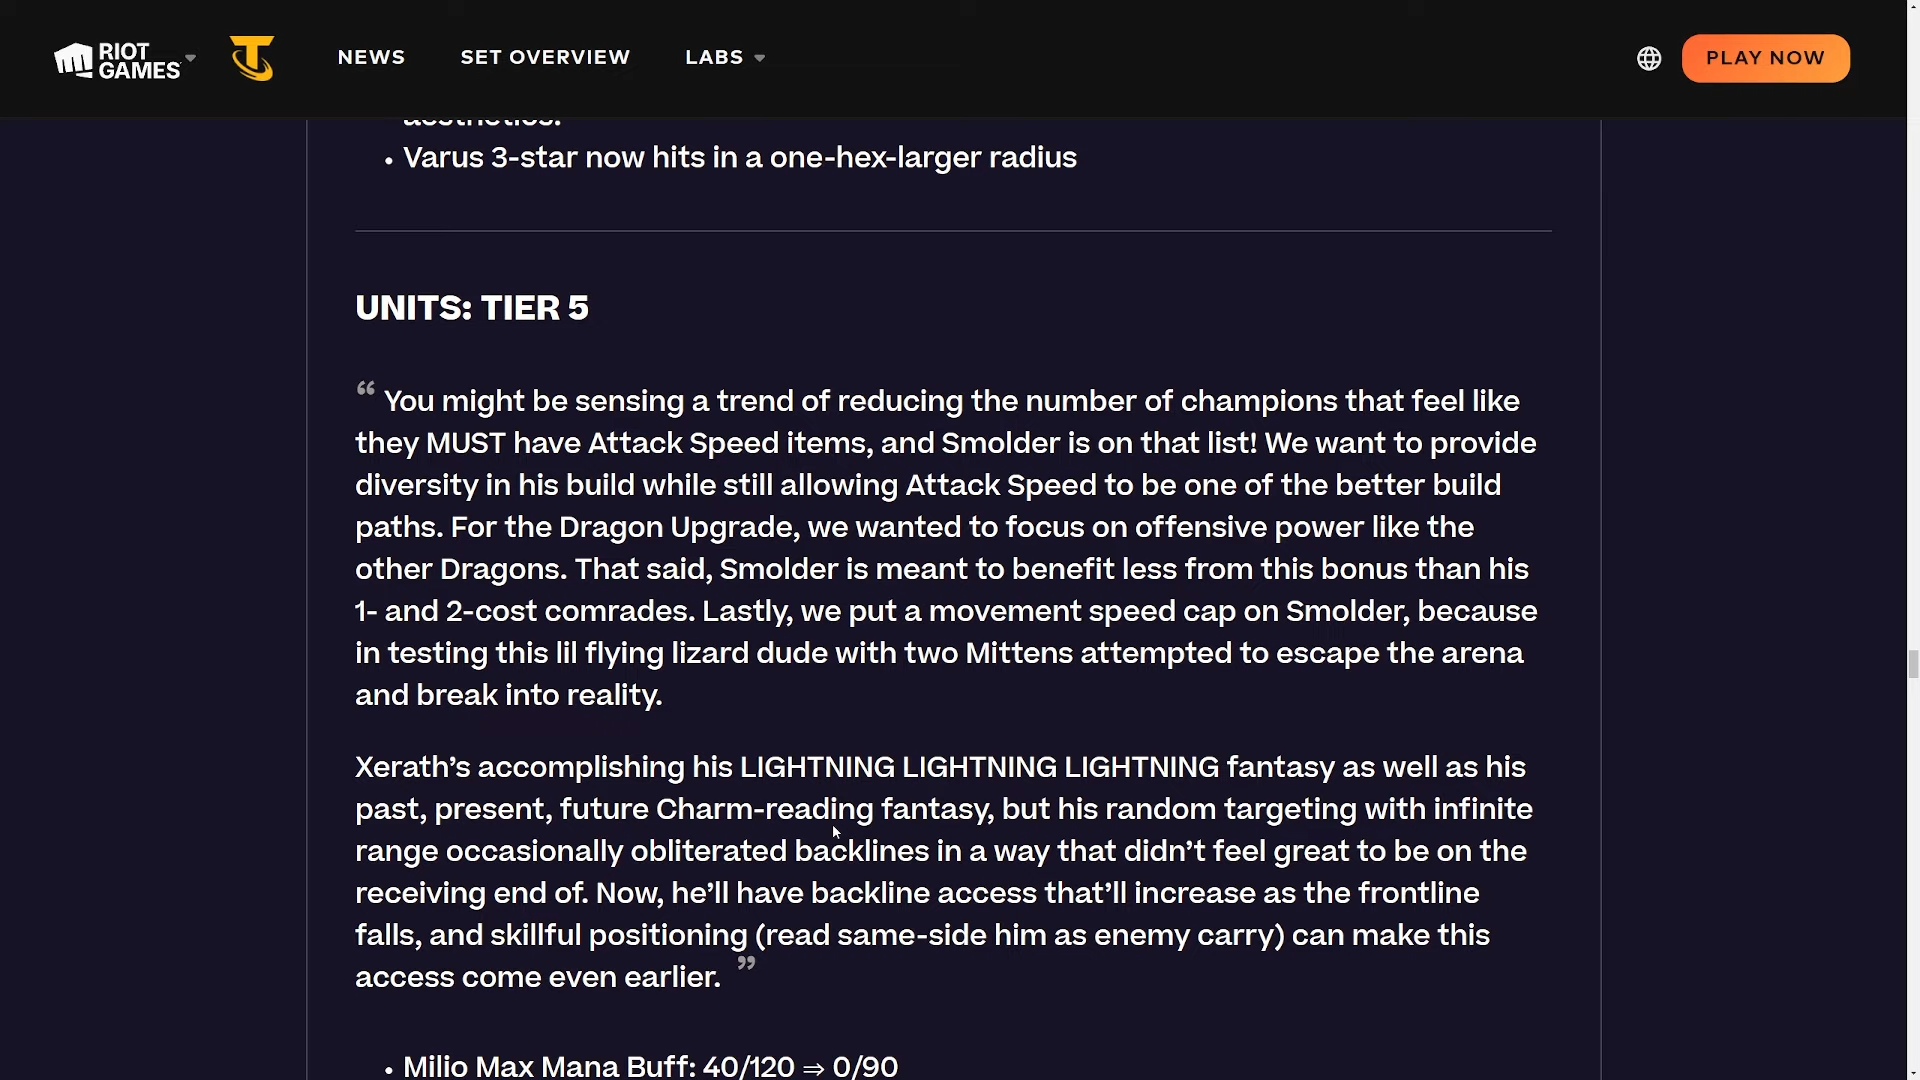 RIOT
GAMES
NEWS
SET OVERVIEW
LABS
PLAY NOW
aesthetics.
• Varus 3-star now hits in a one-hex-larger radius
UNITS: TIER 5
“ You might be sensing a trend of reducing the number of champions that feel like
they MUST have Attack Speed items, and Smolder is on that list! We want to provide
diversity in his build while still allowing Attack Speed to be one of the better build
paths. For the Dragon Upgrade, we wanted to focus on offensive power like the
other Dragons. That said, Smolder is meant to benefit less from this bonus than his
1- and 2-cost comrades. Lastly, we put a movement speed cap on Smolder, because
in testing this lil flying lizard dude with two Mittens attempted to escape the arena
and break into reality.
Xerath’s accomplishing his LIGHTNING LIGHTNING LIGHTNING fantasy as well as his
past, present, future Charm-reading fantasy, but his random targeting with infinite
range occasionally obliterated backlines in a way that didn’t feel great to be on the
receiving end of. Now, he’ll have backline access that’ll increase as the frontline
falls, and skillful positioning (read same-side him as enemy carry) can make this
access come even earlier. ”
• Milio Max Mana Buff: 40/120 ⇒ 0/90